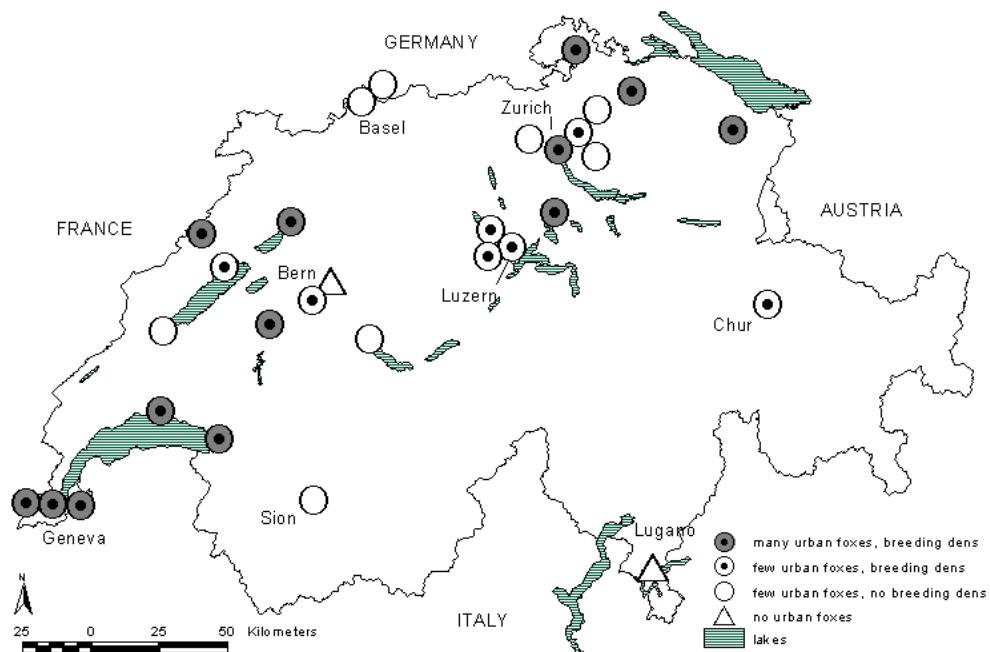 GERMANY
Zurich
Basel
FRANCE
AUSTRIA
Bern
Luzern
Chur
Sion
Geneva
Lugano
many urban foxes, breeding dens
few urban foxes, breeding dens
few urban foxes, no breeding dens
no urban foxes
lakes
ITALY
N
25 0 25 50 Kilometers